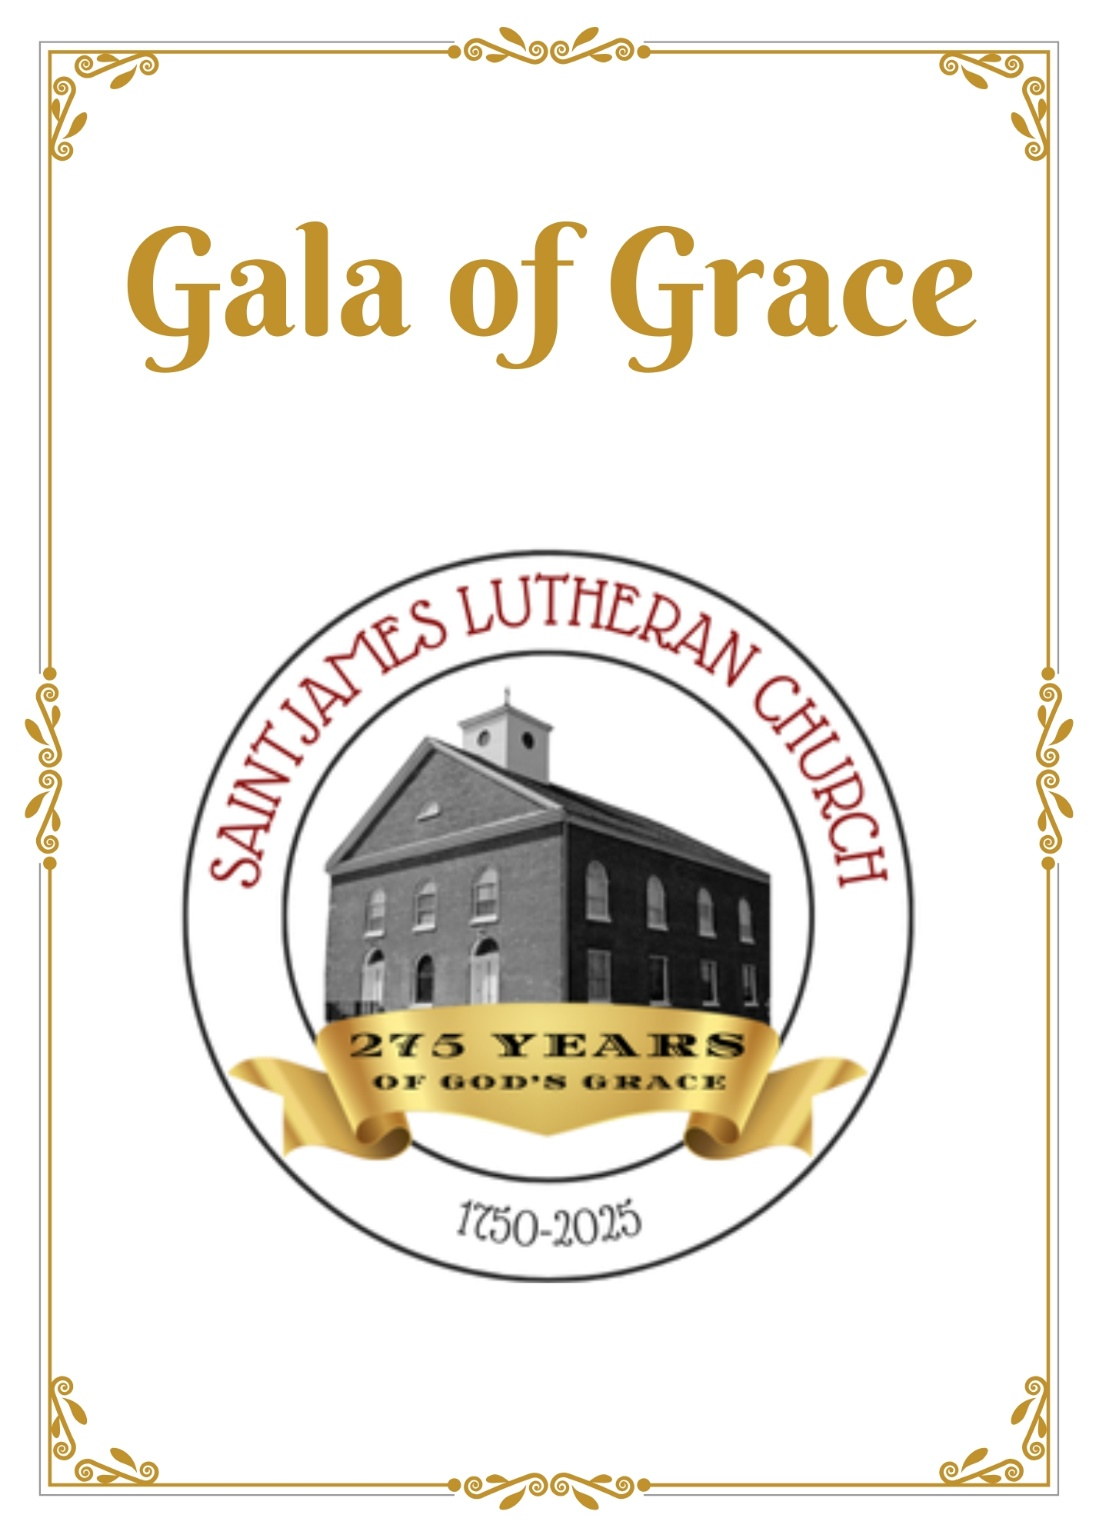 Gala of Grace
SAINT JAMES LUTHERAN CHURCH
275 YEARS
OF GOD'S GRACE
1750-2025